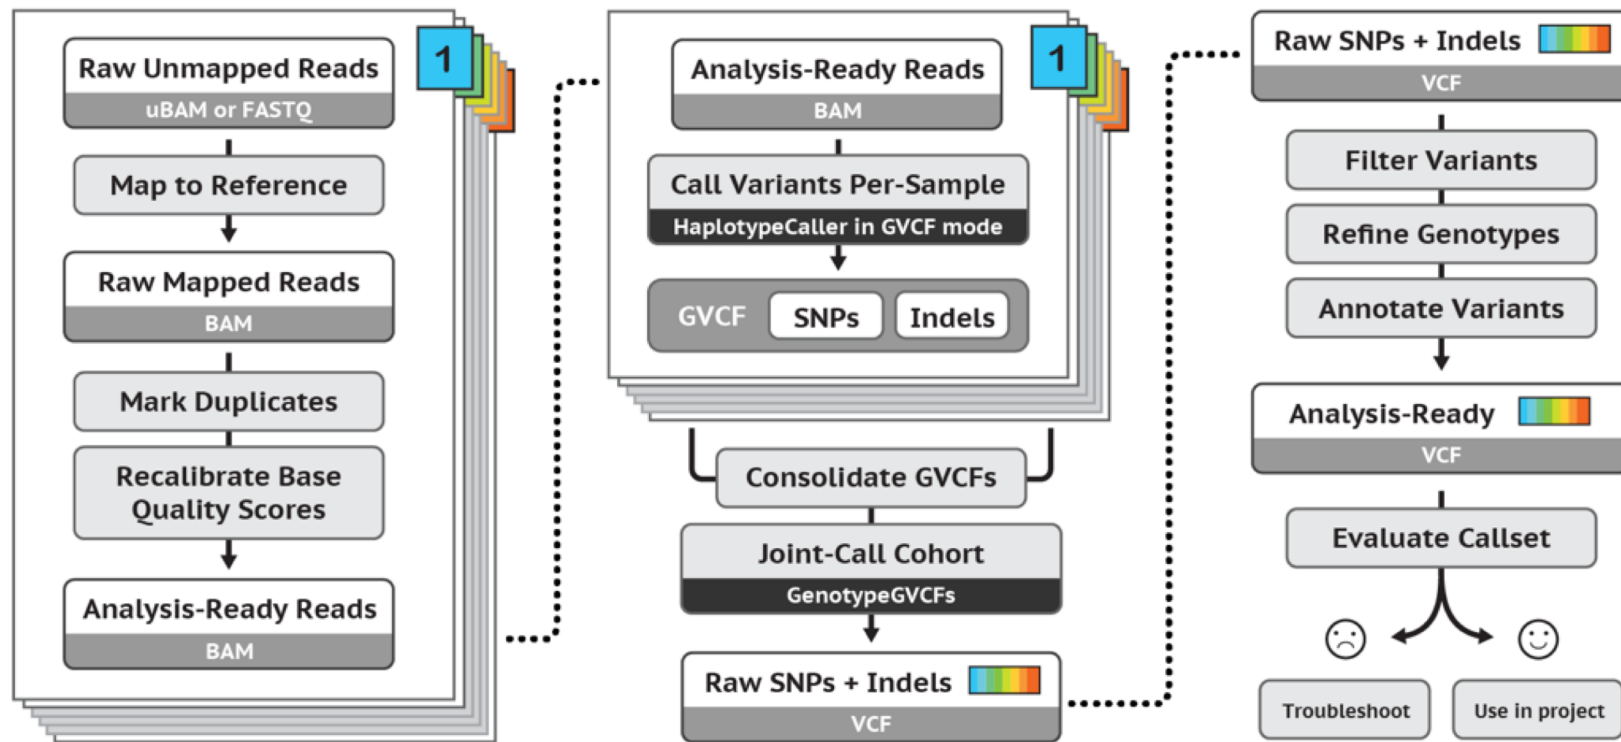 1
Raw Unmapped Reads
uBAM or FASTQ
Map to Reference
Raw Mapped Reads
BAM
Mark Duplicates
Recalibrate Base
Quality Scores
Analysis-Ready Reads
BAM
1
Analysis-Ready Reads
BAM
Call Variants Per-Sample
HaplotypeCaller in GVCF mode
GVCF SNPs Indels
Consolidate GVCFs
Joint-Call Cohort
GenotypeGVCFs
Raw SNPs + Indels
VCF
Raw SNPs + Indels
VCF
Filter Variants
Refine Genotypes
Annotate Variants
Analysis-Ready
VCF
Evaluate Callset
Troubleshoot
Use in project